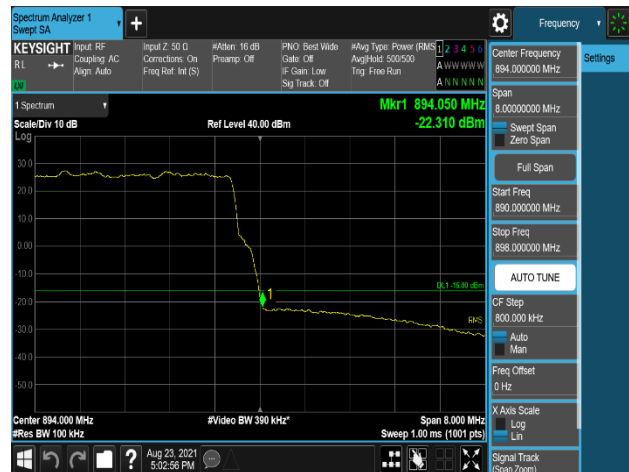 Spectrum Analyzer 1
Swept SA
Frequency
KEYSIGHT
RL
Input: RF
Coupling: AC
Align: Auto
Input Z: 50 Ω
Corrections: On
Freq Ref: Int (S)
#Atten: 16 dB
Preamp: Off
PNO: Best Wide
Gate: Off
IF Gain: Low
Sig Track: Off
#Avg Type: Power (RMS
Avg|Hold: 500/500
Trig: Free Run
1 2 3 4 5 6
A W W W W W
A N N N N N
Center Frequency
894.000000 MHz
Settings
Span
8.00000000 MHz
Swept Span
Zero Span
Full Span
Start Freq
890.000000 MHz
Stop Freq
898.000000 MHz
AUTO TUNE
CF Step
800.000 kHz
Auto
Man
Freq Offset
0 Hz
X Axis Scale
Log
Lin
Signal Track
(Span Zoom)
1 Spectrum
Scale/Div 10 dB
Log
Ref Level 40.00 dBm
Mkr1 894.050 MHz
-22.310 dBm
30.0
20.0
10.0
0.00
-10.0
-20.0
-30.0
-40.0
-50.0
1
DL1 -16.00 dBm
RMS
Center 894.000 MHz
#Res BW 100 kHz
#Video BW 390 kHz*
Span 8.000 MHz
Sweep 1.00 ms (1001 pts)
?
Aug 23, 2021
5:02:56 PM